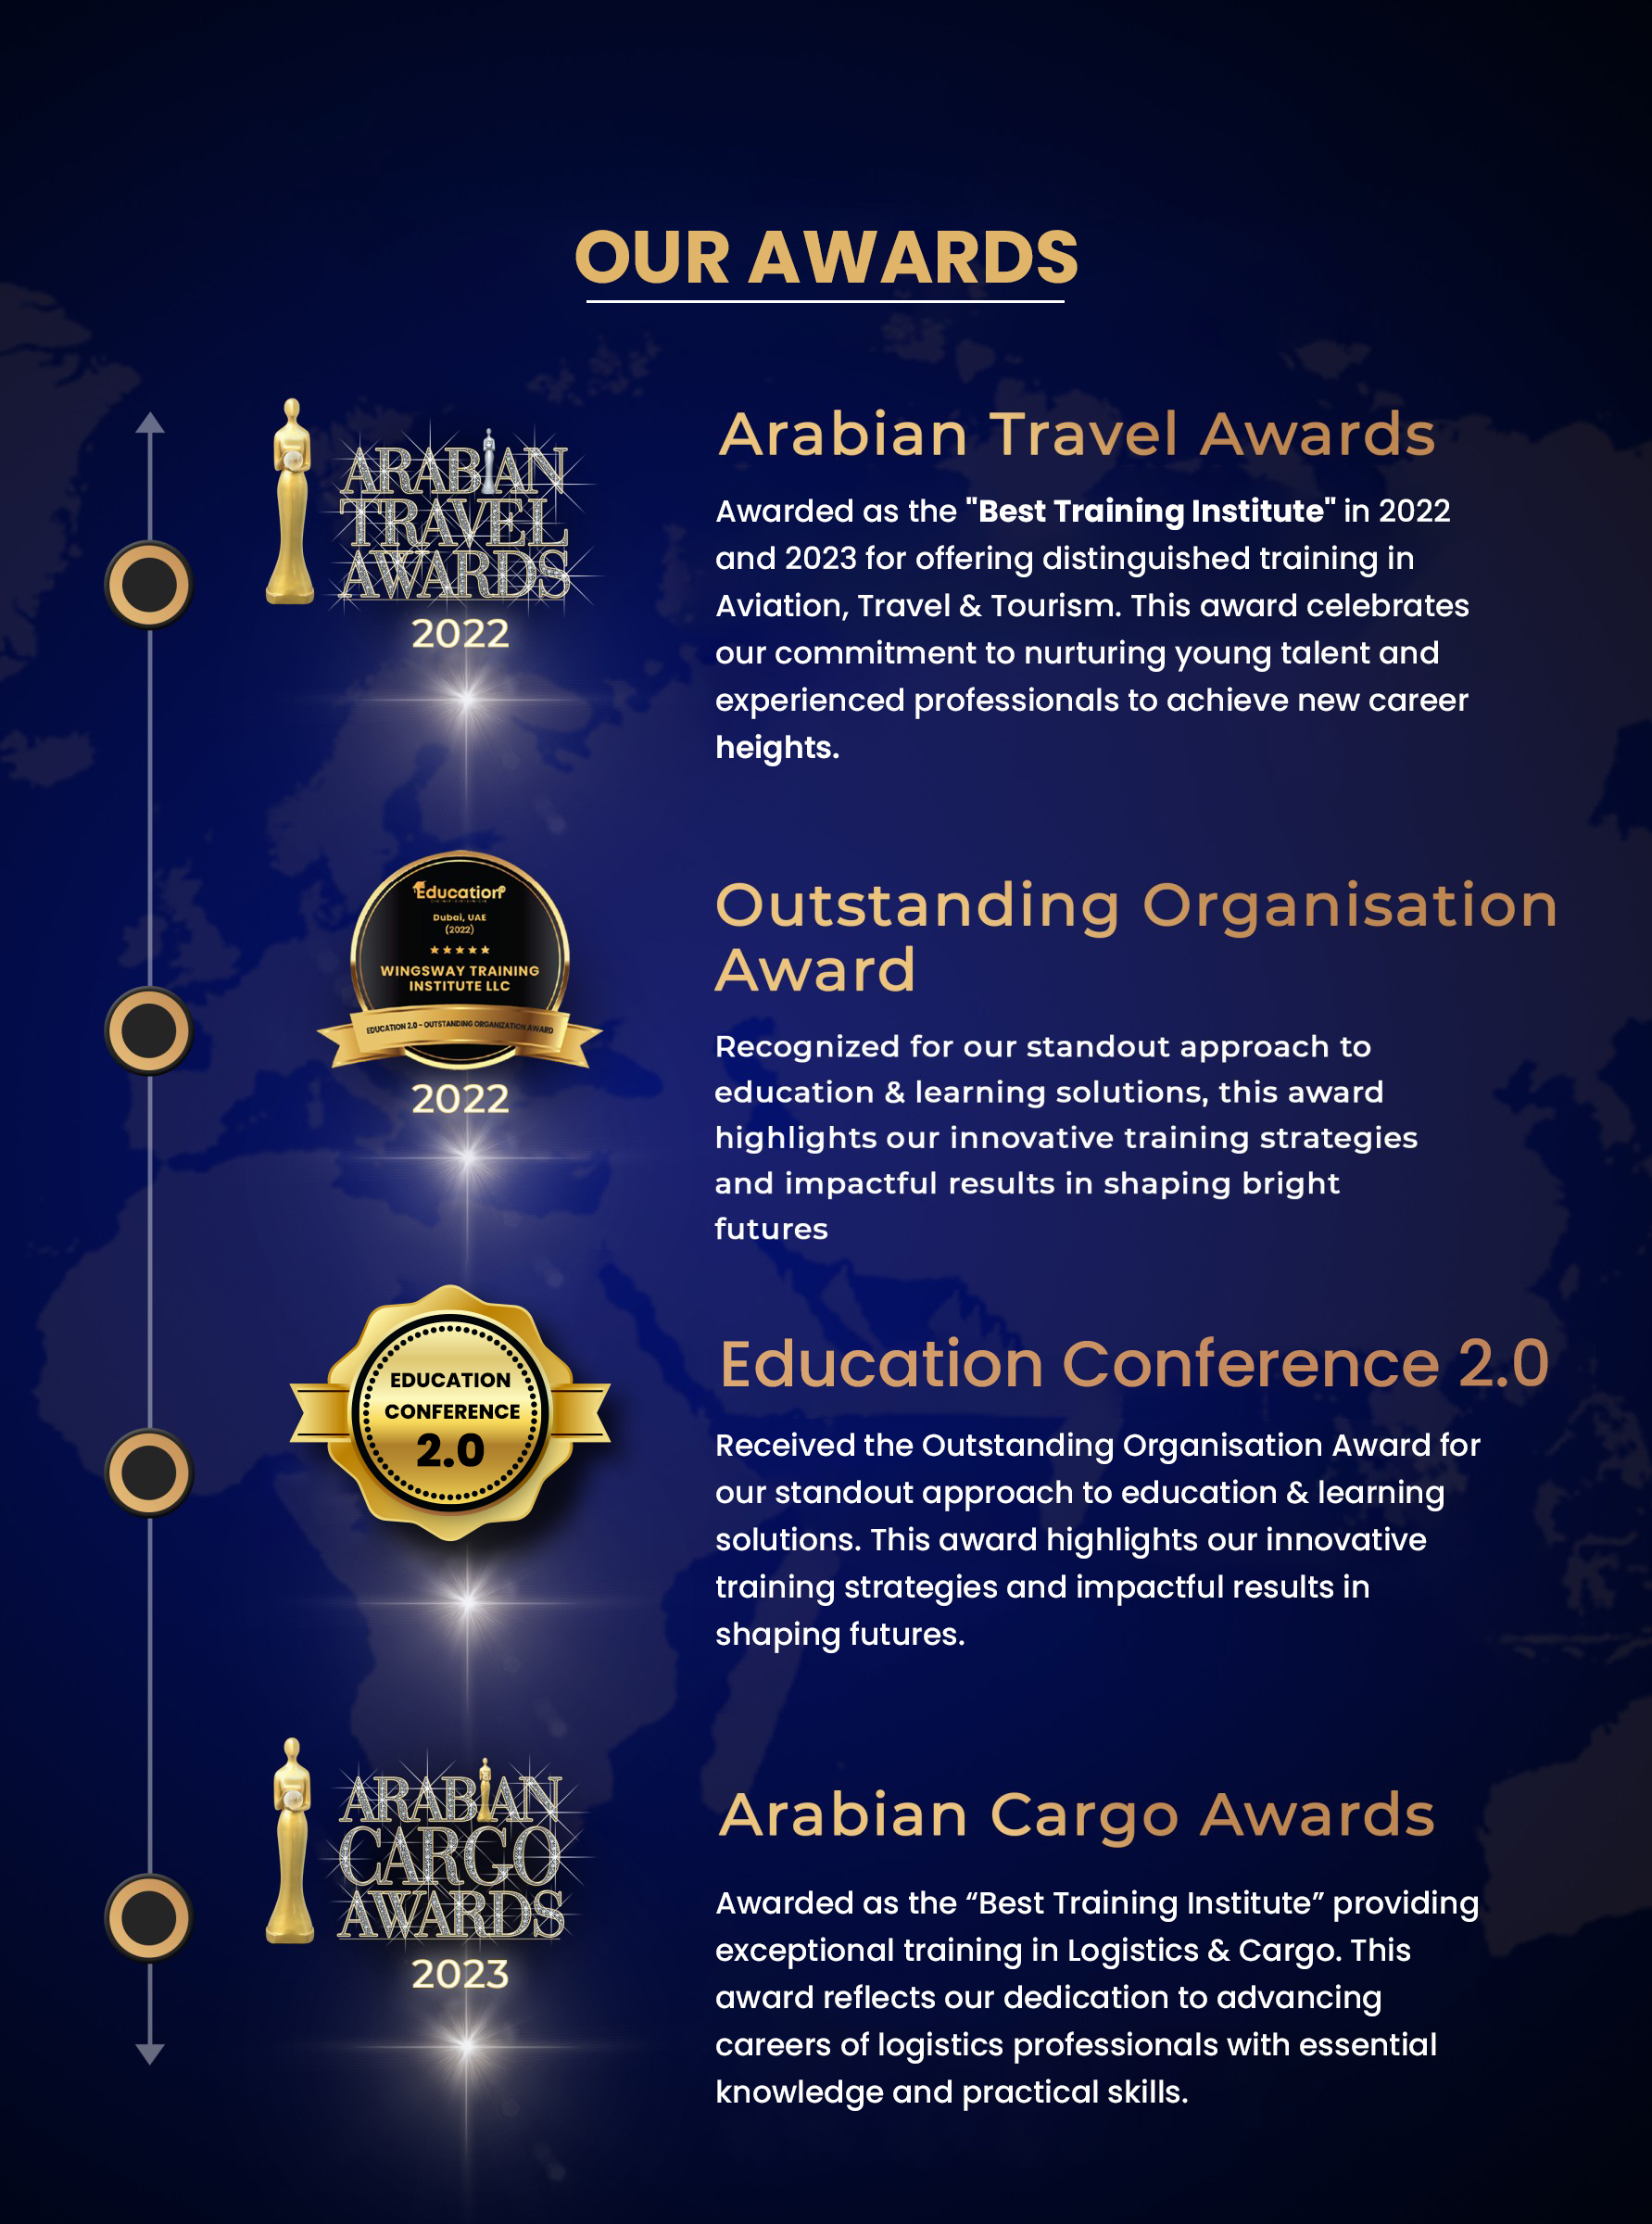 OUR AWARDS
ARABIAN
TRAVEL
AWARDS
2022
Arabian Travel Awards
Awarded as the "Best Training Institute" in 2022
and 2023 for offering distinguished training in
Aviation, Travel & Tourism. This award celebrates
our commitment to nurturing young talent and
experienced professionals to achieve new career
heights.
Education
Dubai, UAE
(2022)
WINGSWAY TRAINING
INSTITUTE LLC
EDUCATION 2.0 - OUTSTANDING ORGANIZATION AWARD
2022
Outstanding Organisation
Award
Recognized for our standout approach to
education & learning solutions, this award
highlights our innovative training strategies
and impactful results in shaping bright
futures
EDUCATION
CONFERENCE
2.0
Education Conference 2.0
Received the Outstanding Organisation Award for
our standout approach to education & learning
solutions. This award highlights our innovative
training strategies and impactful results in
shaping futures.
ARABIAN
CARGO
AWARDS
2023
Arabian Cargo Awards
Awarded as the “Best Training Institute” providing
exceptional training in Logistics & Cargo. This
award reflects our dedication to advancing
careers of logistics professionals with essential
knowledge and practical skills.